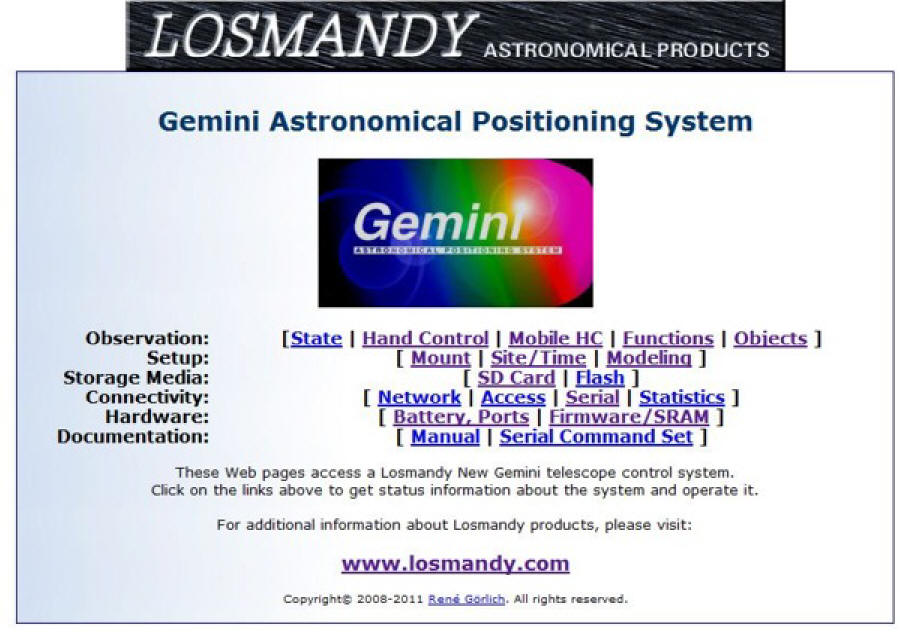 LOSMANDY ASTRONOMICAL PRODUCTS
Gemini Astronomical Positioning System
Gemini
ASTRONOMICAL POSITIONING SYSTEM
Observation: [State | Hand Control | Mobile HC | Functions | Objects ]
Setup: [ Mount | Site/Time | Modeling ]
Storage Media: [ SD Card | Flash ]
Connectivity: [ Network | Access | Serial | Statistics ]
Hardware: [ Battery, Ports | Firmware/SRAM ]
Documentation: [ Manual | Serial Command Set ]
These Web pages access a Losmandy New Gemini telescope control system.
Click on the links above to get status information about the system and operate it.
For additional information about Losmandy products, please visit:
www.losmandy.com
Copyright© 2008-2011 René Görlich. All rights reserved.